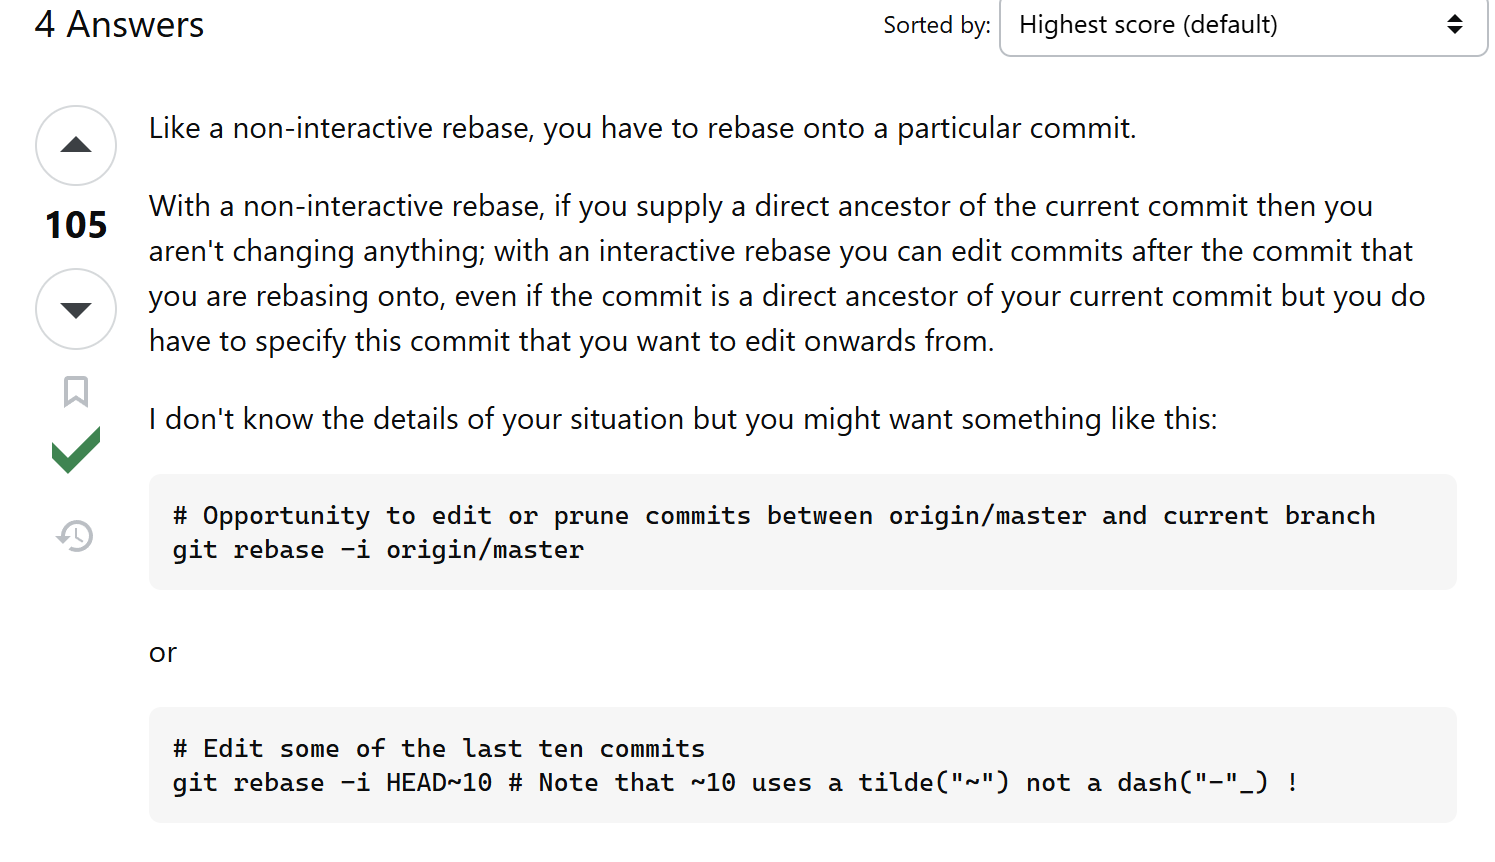 4 Answers
Sorted by:
Highest score (default)
Like a non-interactive rebase, you have to rebase onto a particular commit.
105
With a non-interactive rebase, if you supply a direct ancestor of the current commit then you
aren't changing anything; with an interactive rebase you can edit commits after the commit that
you are rebasing onto, even if the commit is a direct ancestor of your current commit but you do
have to specify this commit that you want to edit onwards from.
I don't know the details of your situation but you might want something like this:
# Opportunity to edit or prune commits between origin/master and current branch
git rebase -i origin/master
or
# Edit some of the last ten commits
git rebase -i HEAD~10 # Note that ~10 uses a tilde("~") not a dash("-"_) !